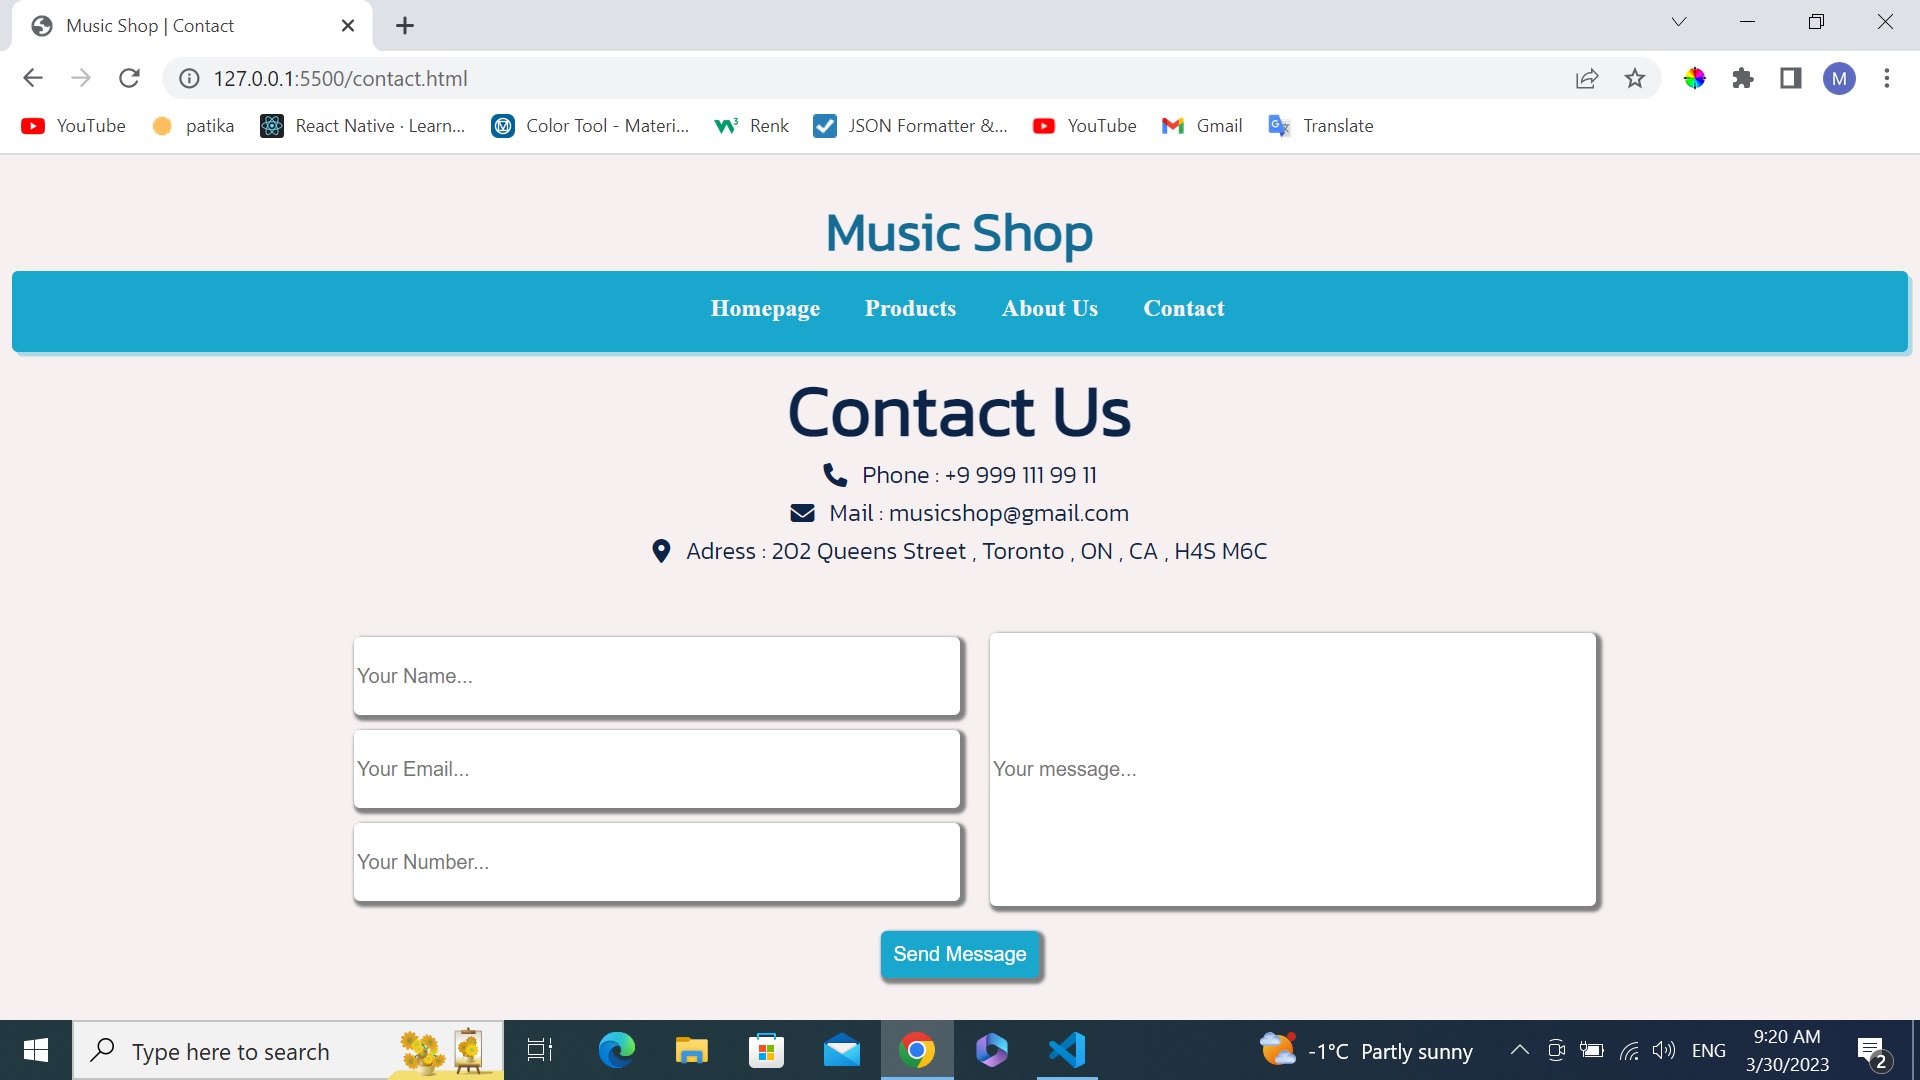 Music Shop | Contact
127.0.0.1:5500/contact.html
M
YouTube patika React Native · Learn... Color Tool - Materi... Renk JSON Formatter &... YouTube Gmail Translate
Music Shop
Homepage Products About Us Contact
Contact Us
Phone : +9 999 111 99 11
Mail : musicshop@gmail.com
Adress : 202 Queens Street , Toronto , ON , CA , H4S M6C
Your Name...
Your message...
Your Email...
Your Number...
Send Message
Type here to search
-1°C Partly sunny
ENG
9:20 AM
3/30/2023
2